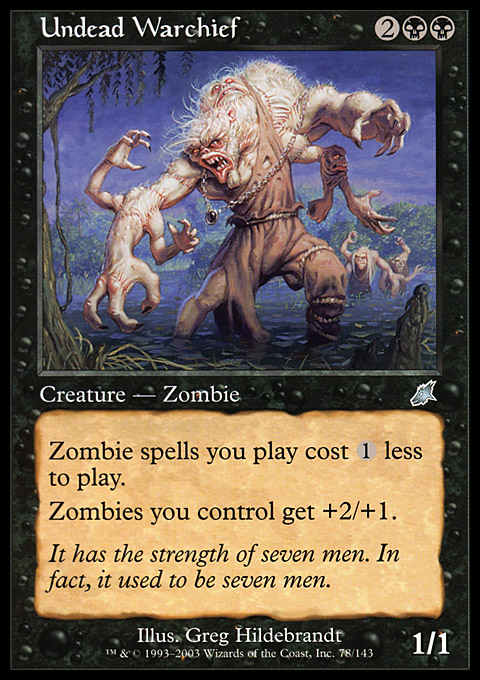 Undead Warchief 2
Creature — Zombie
Zombie spells you play cost 1 less
to play.
Zombies you control get +2/+1.
It has the strength of seven men. In
fact, it used to be seven men.
Illus. Greg Hildebrandt
1/1
™ & © 1993–2003 Wizards of the Coast, Inc. 78/143